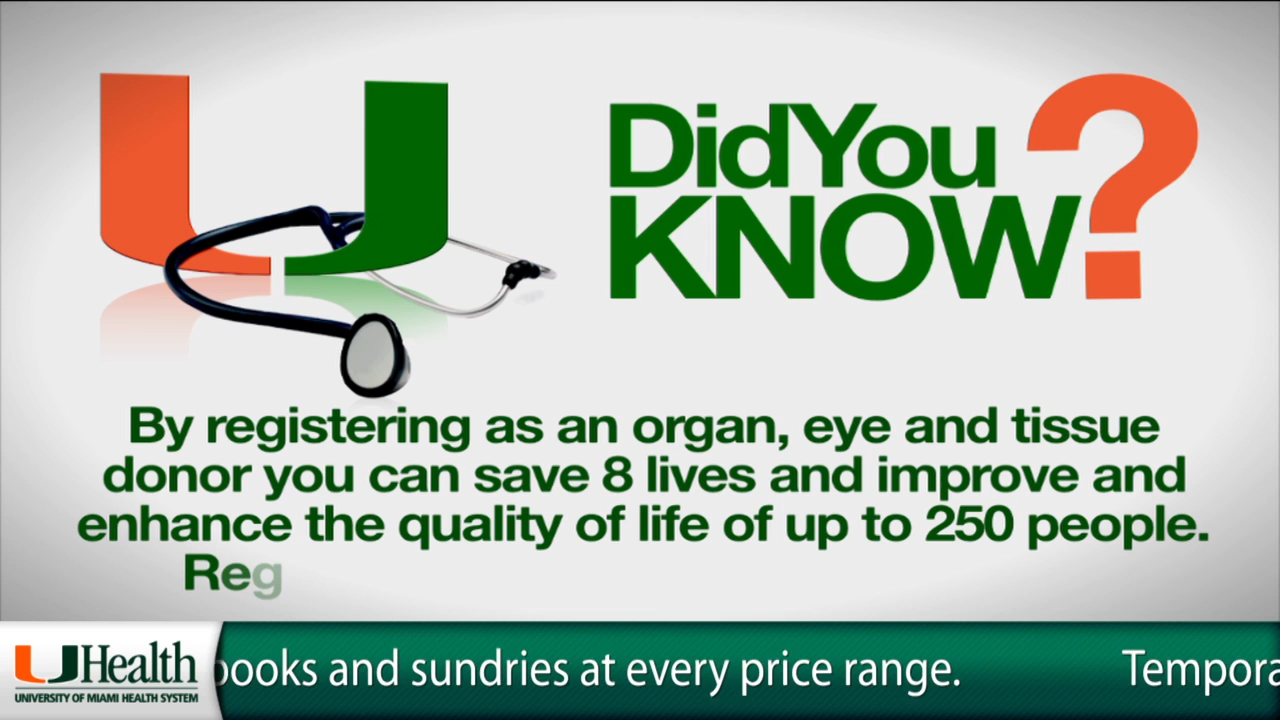 DidYou
KNOW?
By registering as an organ, eye and tissue
donor you can save 8 lives and improve and
enhance the quality of life of up to 250 people.
Reg
UHealth
UNIVERSITY OF MIAMI HEALTH SYSTEM
books and sundries at every price range. Tempora